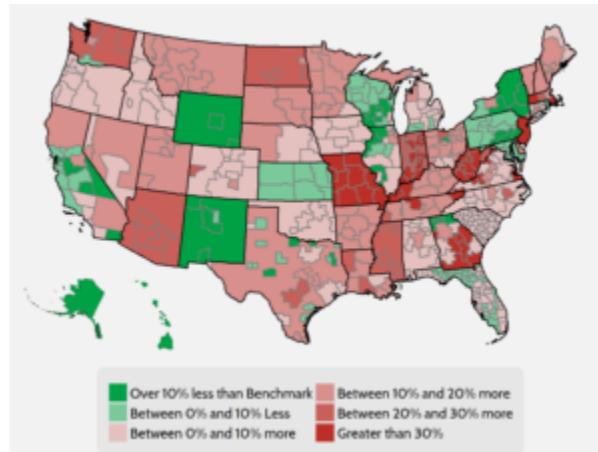 Over 10% less than Benchmark
Between 0% and 10% Less
Between 0% and 10% more
Between 10% and 20% more
Between 20% and 30% more
Greater than 30%